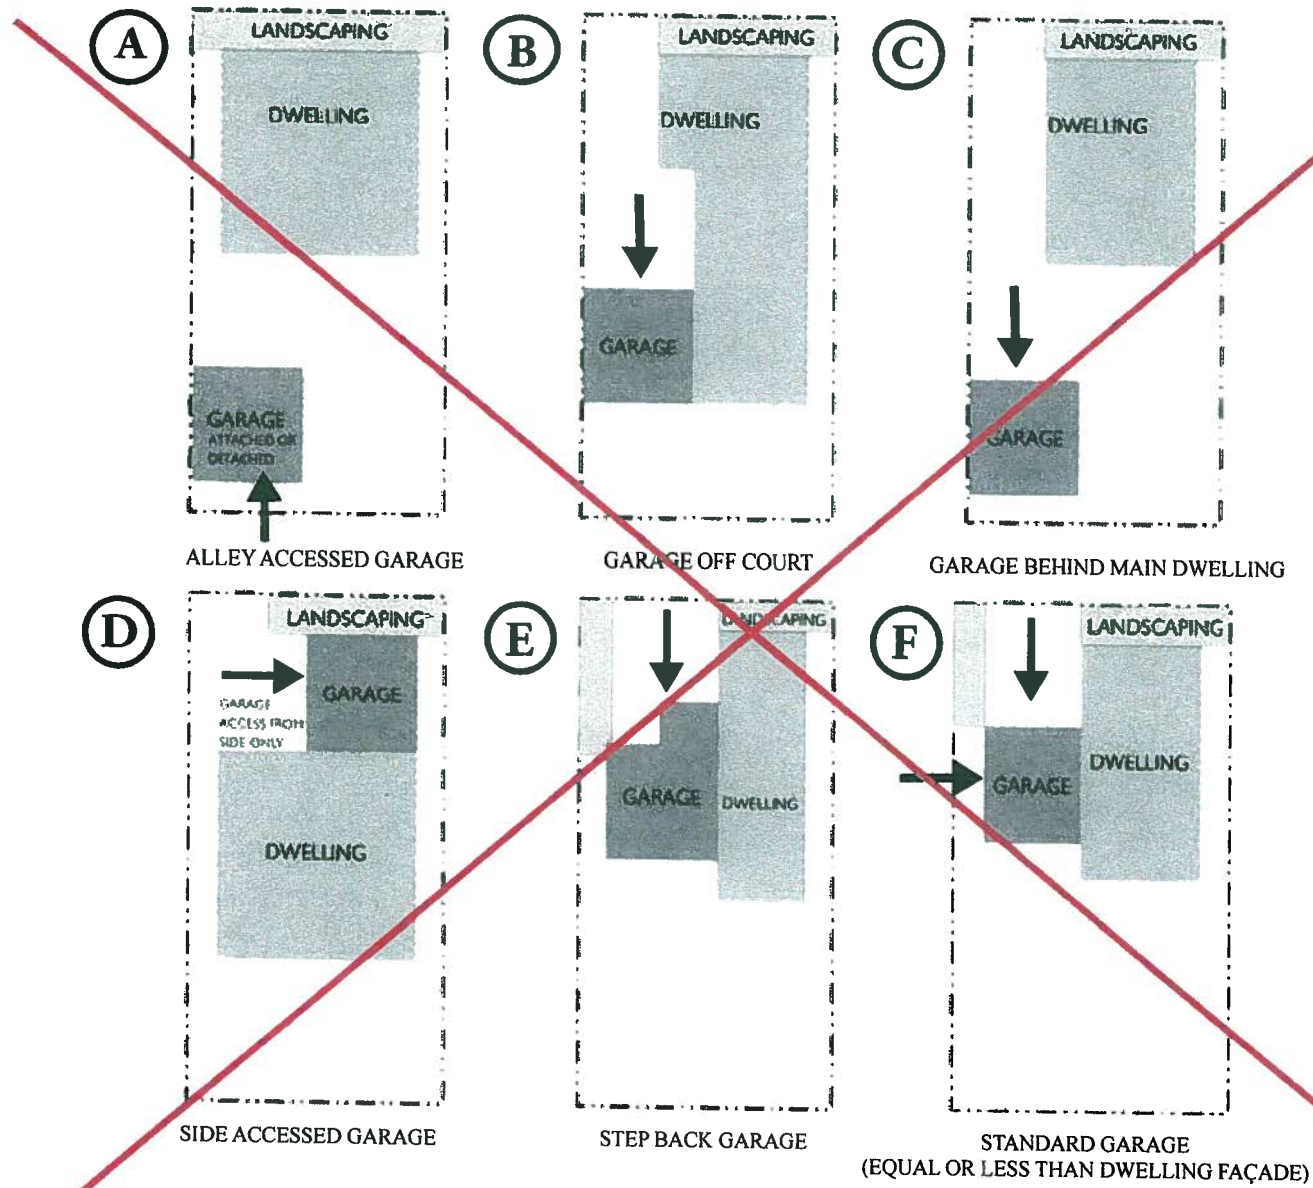 A
LANDSCAPING
DWELLING
GARAGE
ATTACHED OR
DETACHED
ALLEY ACCESSED GARAGE
B
LANDSCAPING
DWELLING
GARAGE
GARAGE OFF COURT
C
LANDSCAPING
DWELLING
GARAGE
GARAGE BEHIND MAIN DWELLING
D
LANDSCAPING
GARAGE
GARAGE
ACCESS FROM
SIDE ONLY
DWELLING
SIDE ACCESSED GARAGE
E
LANDSCAPING
GARAGE
DWELLING
STEP BACK GARAGE
F
LANDSCAPING
DWELLING
GARAGE
STANDARD GARAGE
(EQUAL OR LESS THAN DWELLING FAÇADE)